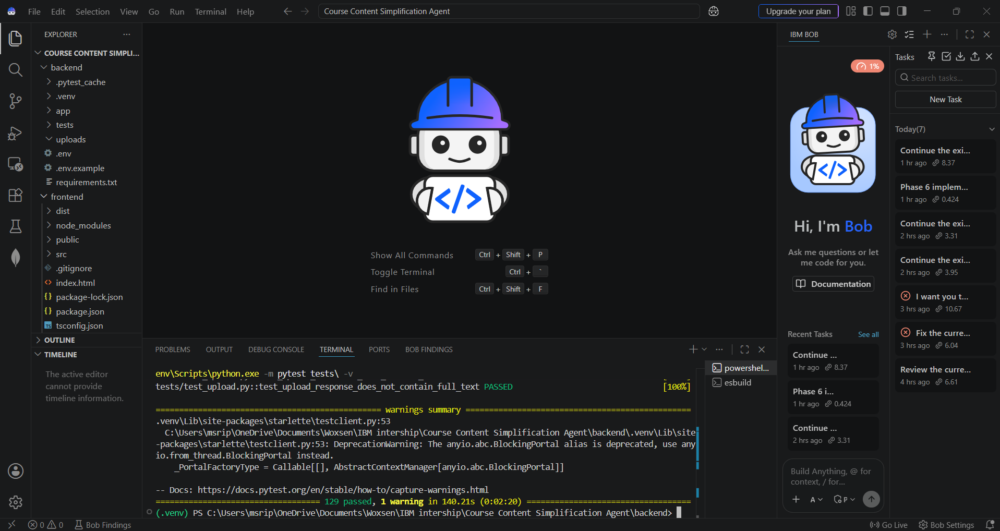 File Edit Selection View Go Run Terminal Help
Course Content Simplification Agent
Upgrade your plan
EXPLORER
COURSE CONTENT SIMPLI...
backend
.pytest_cache
.venv
app
tests
uploads
.env
.env.example
requirements.txt
frontend
dist
node_modules
public
src
.gitignore
index.html
package-lock.json
package.json
tsconfig.json
OUTLINE
TIMELINE
The active editor
cannot provide
timeline information.
</>
Show All Commands Ctrl + Shift + P
Toggle Terminal Ctrl + `
Find in Files Ctrl + Shift + F
PROBLEMS OUTPUT DEBUG CONSOLE TERMINAL PORTS BOB FINDINGS
env\Scripts\python.exe -m pytest tests\ -v
tests/test_upload.py::test_upload_response_does_not_contain_full_text PASSED [100%]
================================================ warnings summary ================================================
.venv\Lib\site-packages\starlette\testclient.py:53
C:\Users\msrip\OneDrive\Documents\Woxsen\IBM intership\Course Content Simplification Agent\backend\.venv\Lib\site
-packages\starlette\testclient.py:53: DeprecationWarning: The anyio.abc.BlockingPortal alias is deprecated, use any
io.from_thread.BlockingPortal instead.
_PortalFactoryType = Callable[[], AbstractContextManager[anyio.abc.BlockingPortal]]
-- Docs: https://docs.pytest.org/en/stable/how-to/capture-warnings.html
=================================== 129 passed, 1 warning in 140.21s (0:02:20) ===================================
(.venv) PS C:\Users\msrip\OneDrive\Documents\Woxsen\IBM intership\Course Content Simplification Agent\backend>
powershel...
esbuild
IBM BOB
1%
</>
Hi, I'm Bob
Ask me questions or let
me code for you.
Documentation
Recent Tasks See all
Continue ...
1 hr ago 8.37
Phase 6 i...
1 hr ago 0.424
Continue ...
2 hrs ago 3.31
Build Anything, @ for
context, / for...
A P
Tasks
Search tasks...
New Task
Today(7)
Continue the exi...
1 hr ago 8.37
Phase 6 implem...
1 hr ago 0.424
Continue the exi...
2 hrs ago 3.31
Continue the exi...
2 hrs ago 3.95
I want you t...
3 hrs ago 10.67
Fix the curre...
3 hrs ago 6.04
Review the curre...
4 hrs ago 6.61
0 0 Bob Findings
Go Live Bob Settings